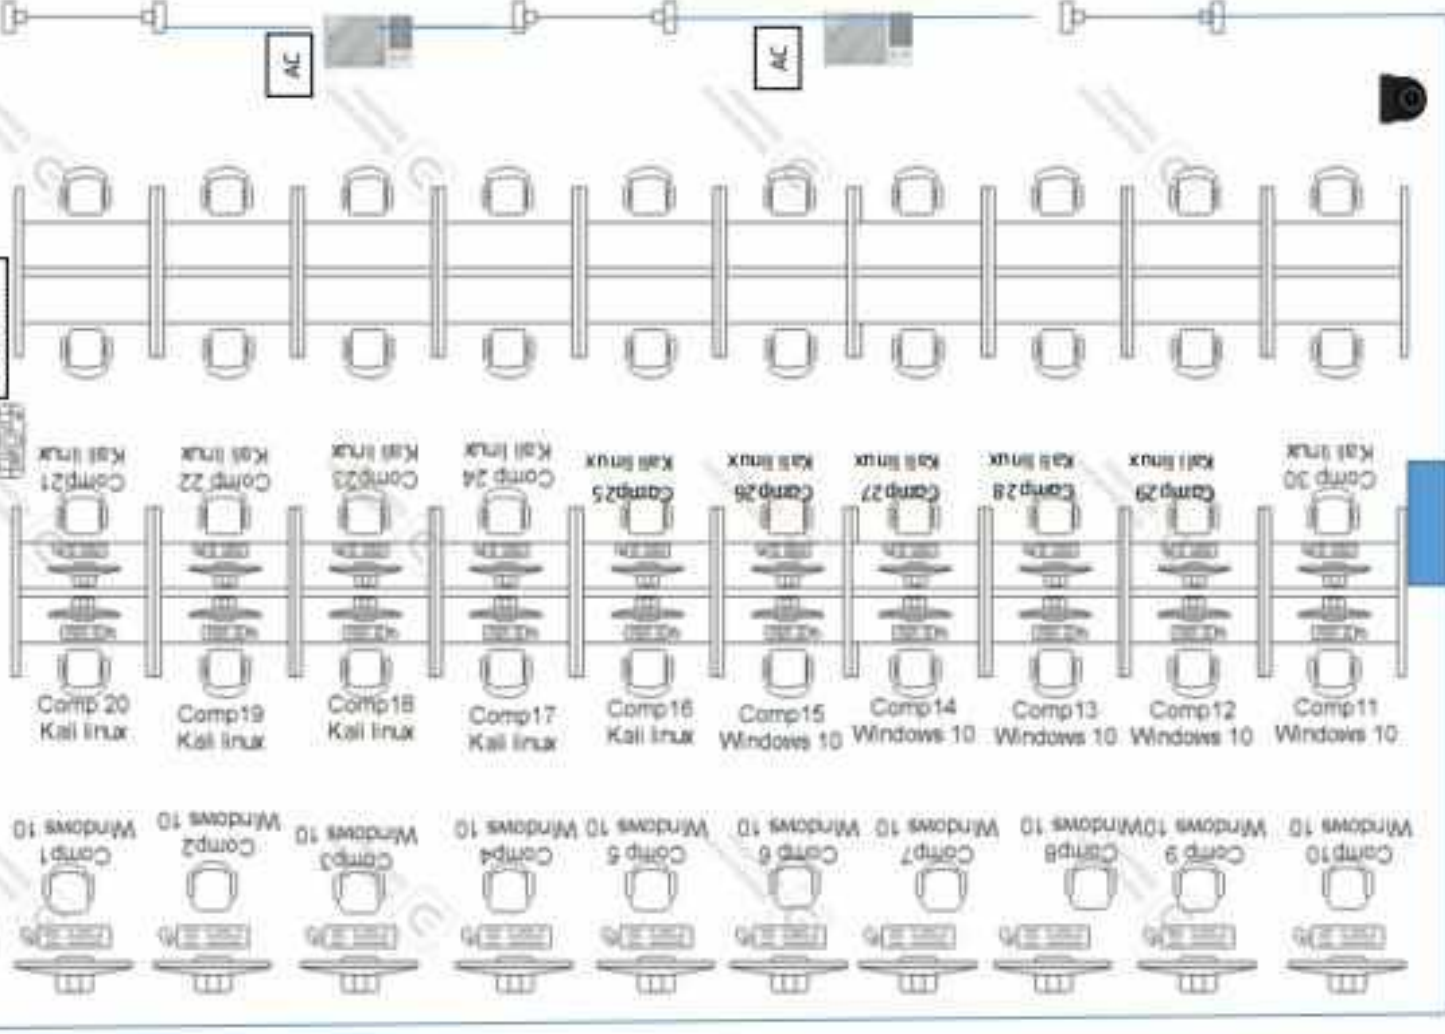 AC
AC
Comp21
Kali linux
Comp 22
Kali linux
Comp23
Kali linux
Comp 24
Kali linux
Comp25
Kali linux
Comp26
Kali linux
Comp27
Kali linux
Comp28
Kali linux
Comp29
Kali linux
Comp 30
Kali linux
Comp 20
Kali linux
Comp19
Kali linux
Comp18
Kali linux
Comp17
Kali linux
Comp16
Kali linux
Comp15
Windows 10
Comp14
Windows 10
Comp13
Windows 10
Comp12
Windows 10
Comp11
Windows 10
Comp1
Windows 10
Comp2
Windows 10
Comp3
Windows 10
Comp4
Windows 10
Comp 5
Windows 10
Comp 6
Windows 10
Comp7
Windows 10
Comp8
Windows 10
Comp 9
Windows 10
Comp10
Windows 10